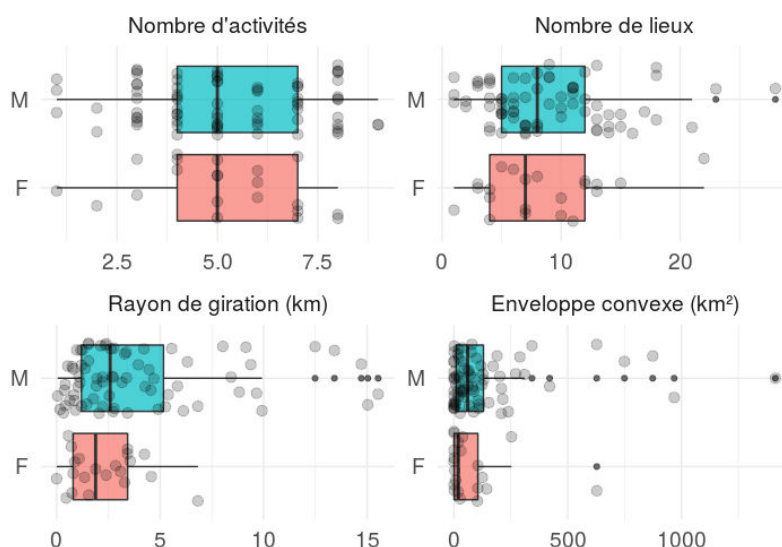 Nombre d'activités
Nombre de lieux
M
F
M
F
2.5 5.0 7.5
0 10 20
Rayon de giration (km)
Enveloppe convexe (km²)
M
F
M
F
0 5 10 15
0 500 1000